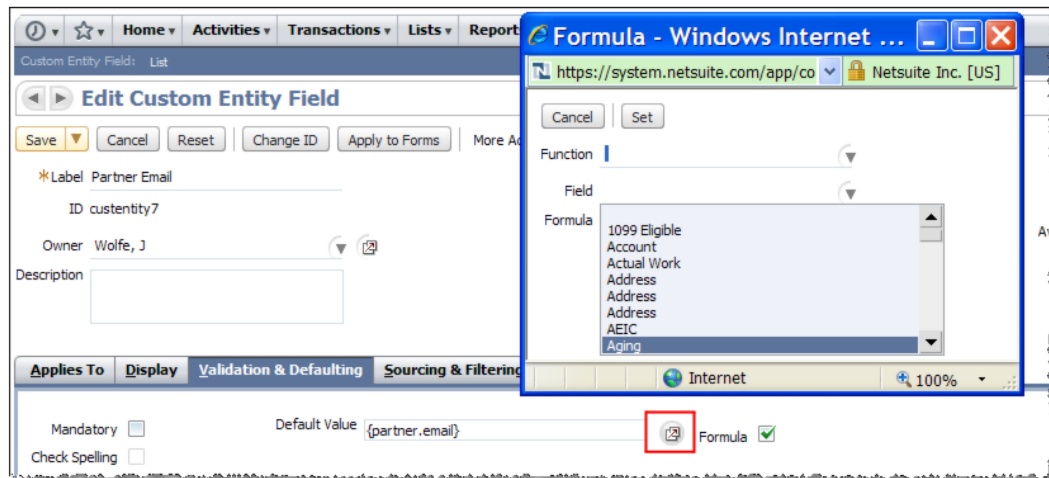 Home Activities Transactions Lists Report
Custom Entity Field: List
Edit Custom Entity Field
Save Cancel Reset Change ID Apply to Forms More Ac
*Label Partner Email
ID custentity7
Owner Wolfe, J
Description
Applies To Display Validation & Defaulting Sourcing & Filtering
Mandatory Default Value {partner.email} Formula
Check Spelling
Formula - Windows Internet ...
https://system.netsuite.com/app/co Netsuite Inc. [US]
Cancel Set
Function
Field
Formula
1099 Eligible
Account
Actual Work
Address
Address
Address
AEIC
Aging
Internet 100%